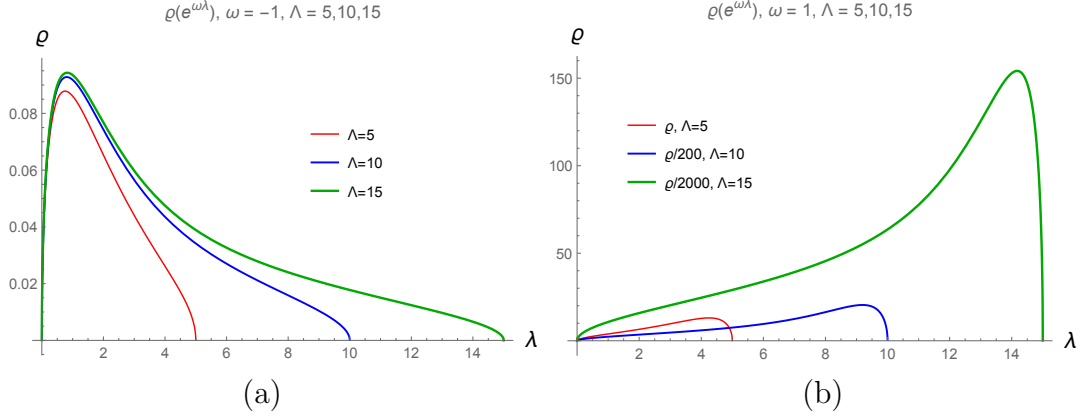 ϱ(e^{ωλ}), ω = −1, Λ = 5,10,15
ϱ
0.08
0.06
0.04
0.02
2 4 6 8 10 12 14
λ
Λ=5
Λ=10
Λ=15
(a)
ϱ(e^{ωλ}), ω = 1, Λ = 5,10,15
ϱ
150
100
50
2 4 6 8 10 12 14
λ
ϱ, Λ=5
ϱ/200, Λ=10
ϱ/2000, Λ=15
(b)